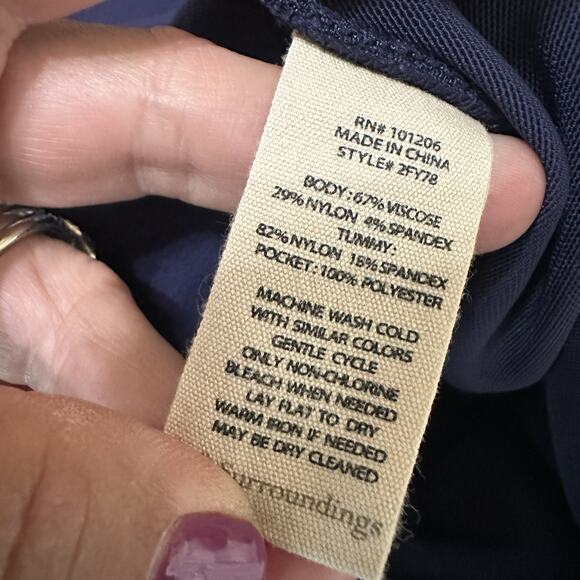 RN# 101206
MADE IN CHINA
STYLE# 2FY78
BODY: 67% VISCOSE
29% NYLON 4% SPANDEX
TUMMY:
82% NYLON 18% SPANDEX
POCKET: 100% POLYESTER
MACHINE WASH COLD
WITH SIMILAR COLORS
GENTLE CYCLE
ONLY NON-CHLORINE
BLEACH WHEN NEEDED
LAY FLAT TO DRY
WARM IRON IF NEEDED
MAY BE DRY CLEANED
Surroundings